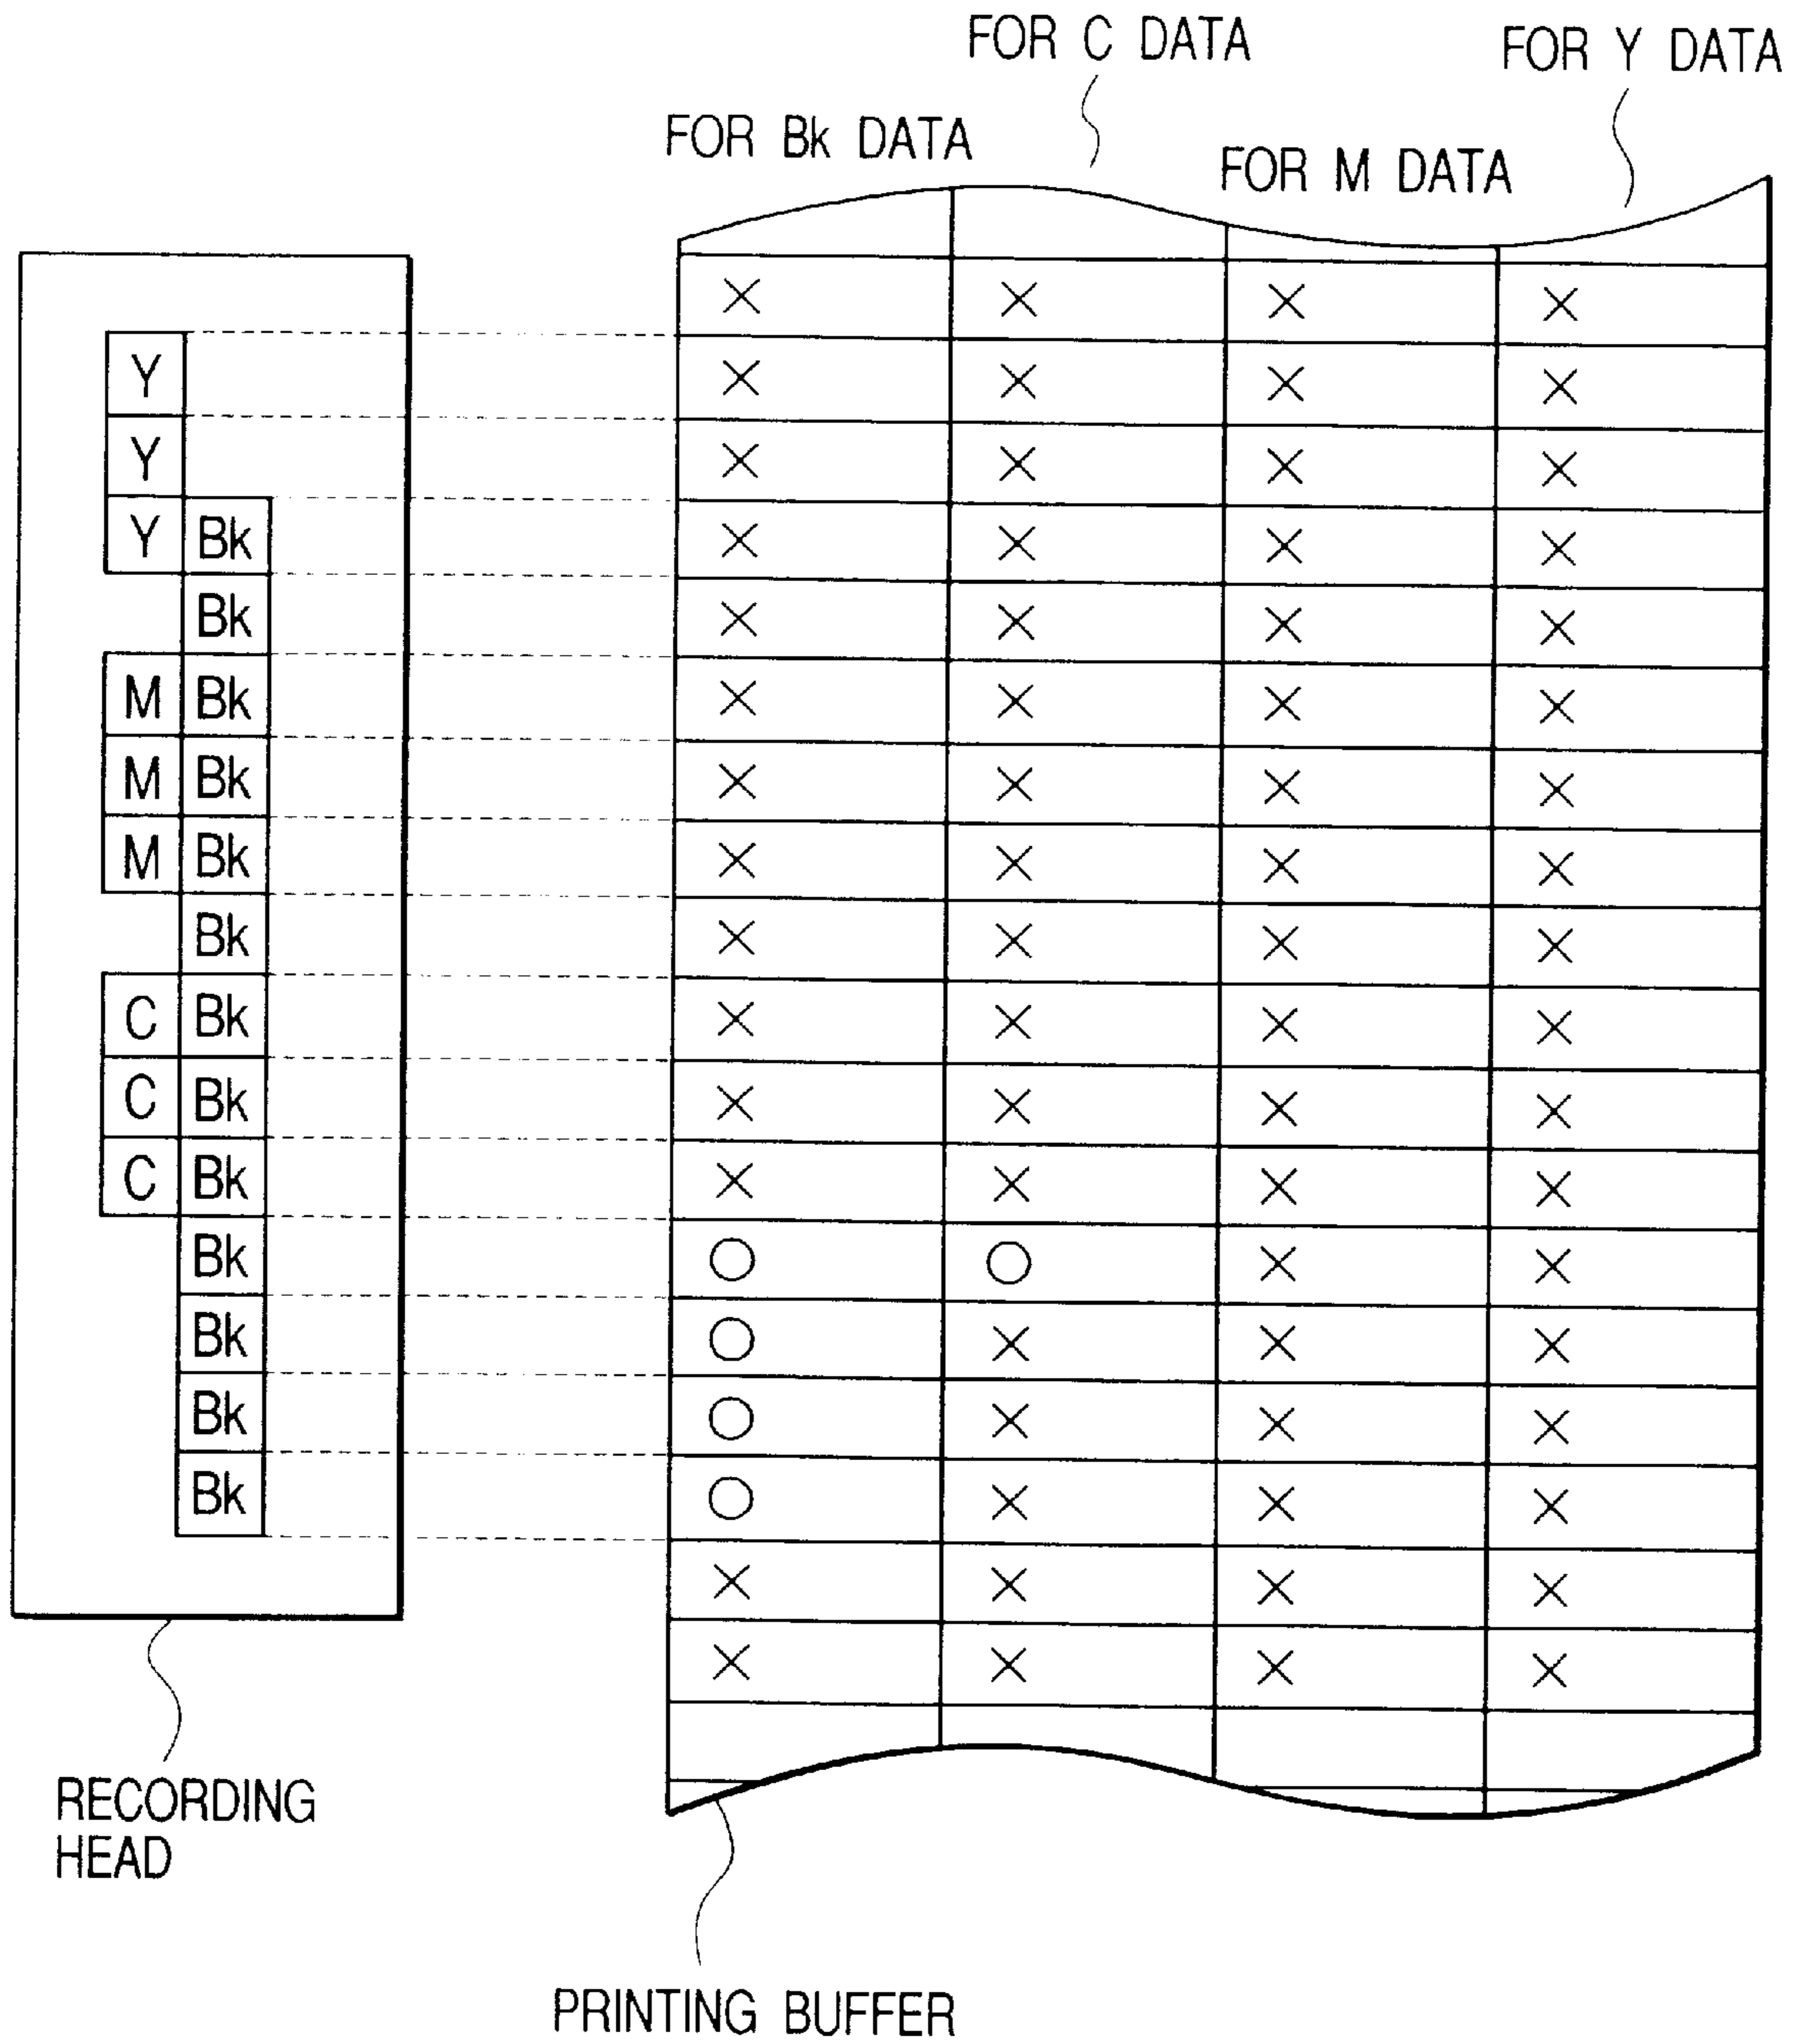 FOR C DATA
FOR Y DATA
FOR Bk DATA
FOR M DATA
Y
Y
Y Bk
Bk
M Bk
M Bk
M Bk
Bk
C Bk
C Bk
C Bk
Bk
Bk
Bk
Bk
RECORDING
HEAD
PRINTING BUFFER